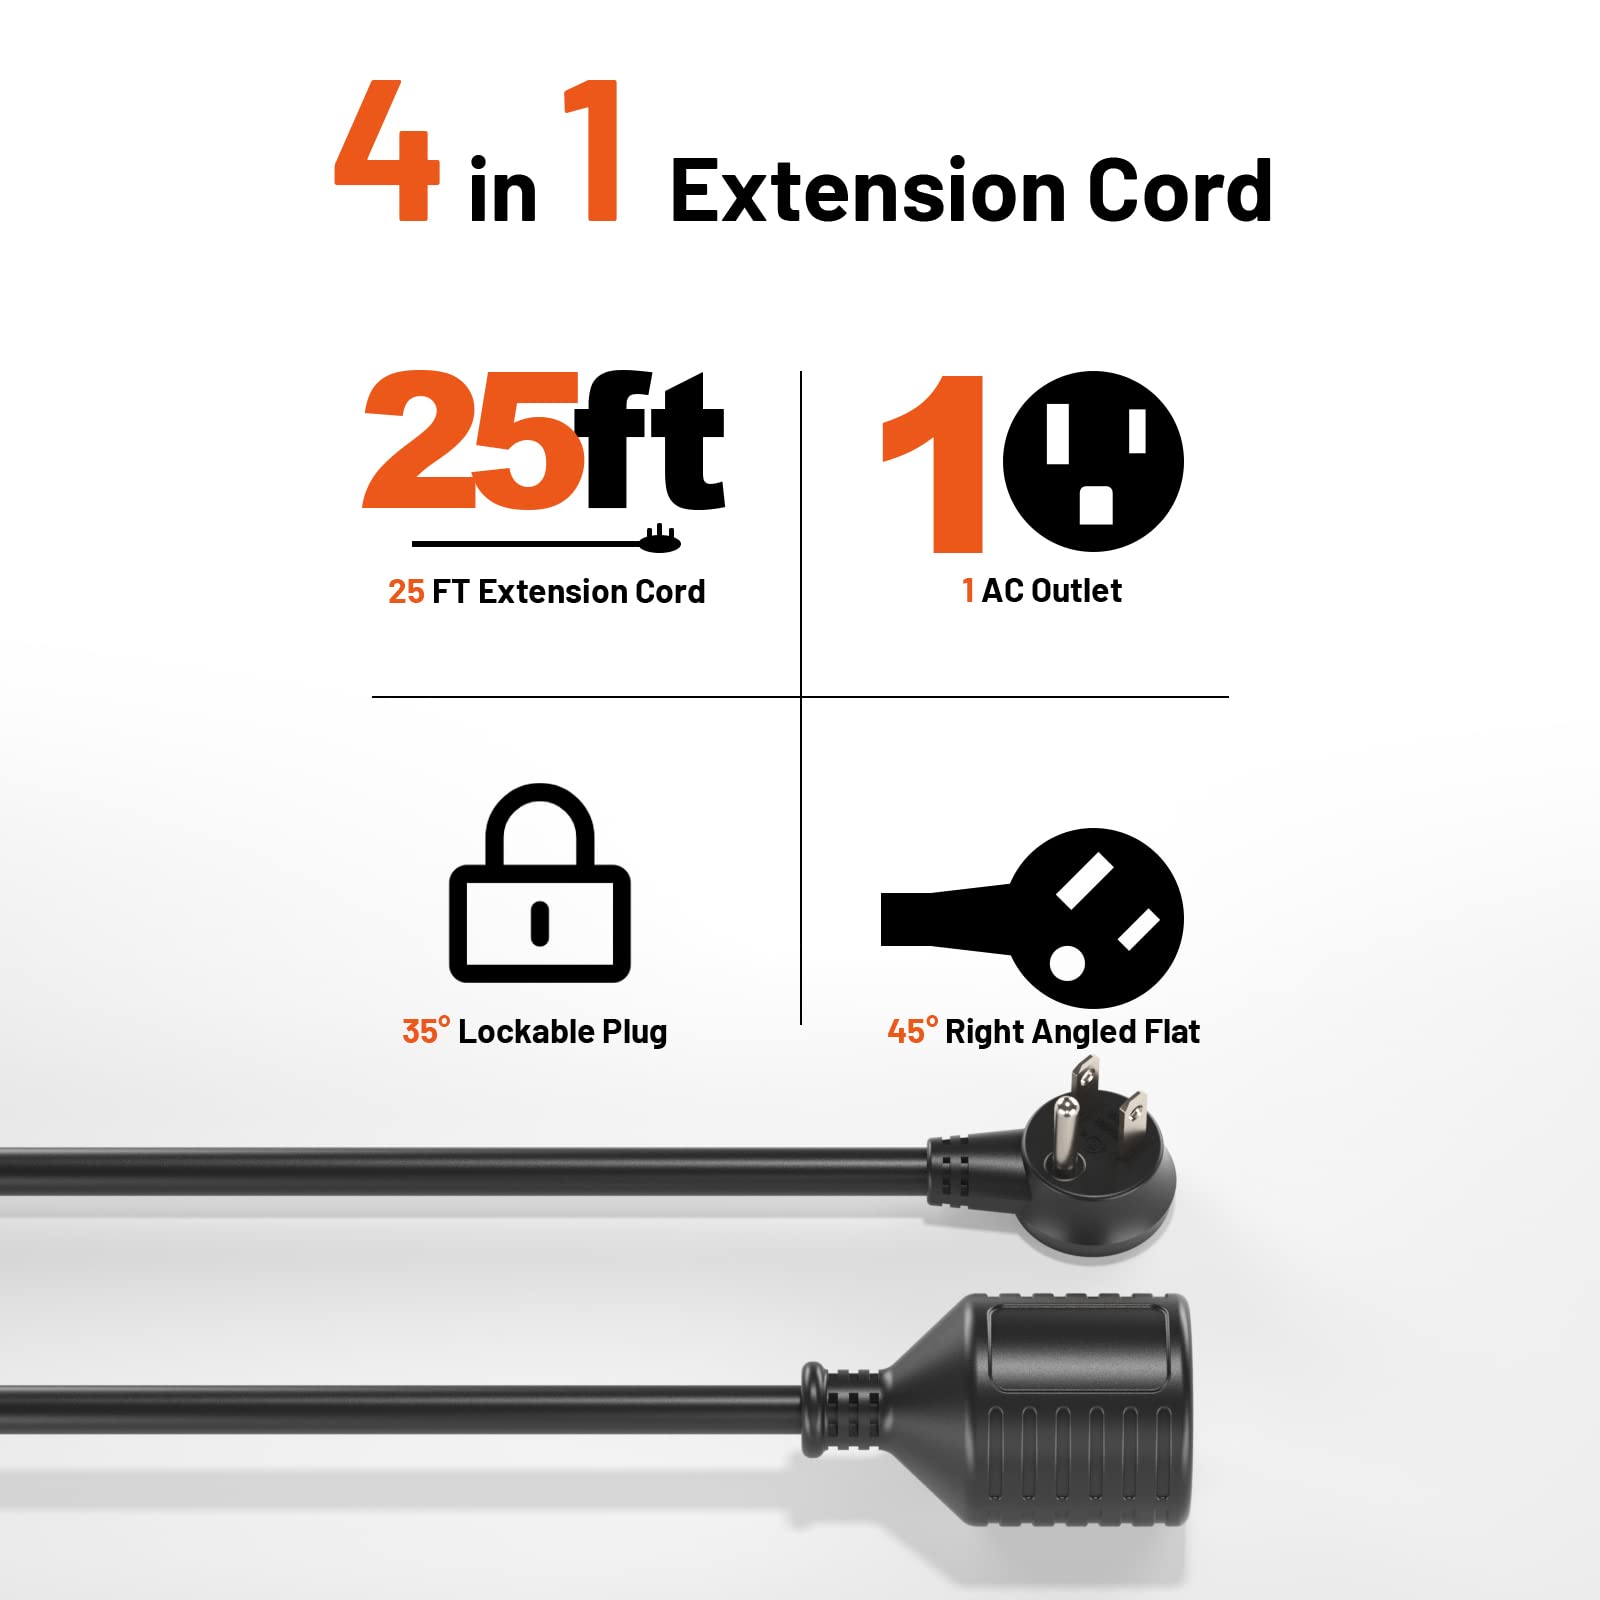 4 in 1 Extension Cord
25ft
25 FT Extension Cord
1
1 AC Outlet
35° Lockable Plug
45° Right Angled Flat